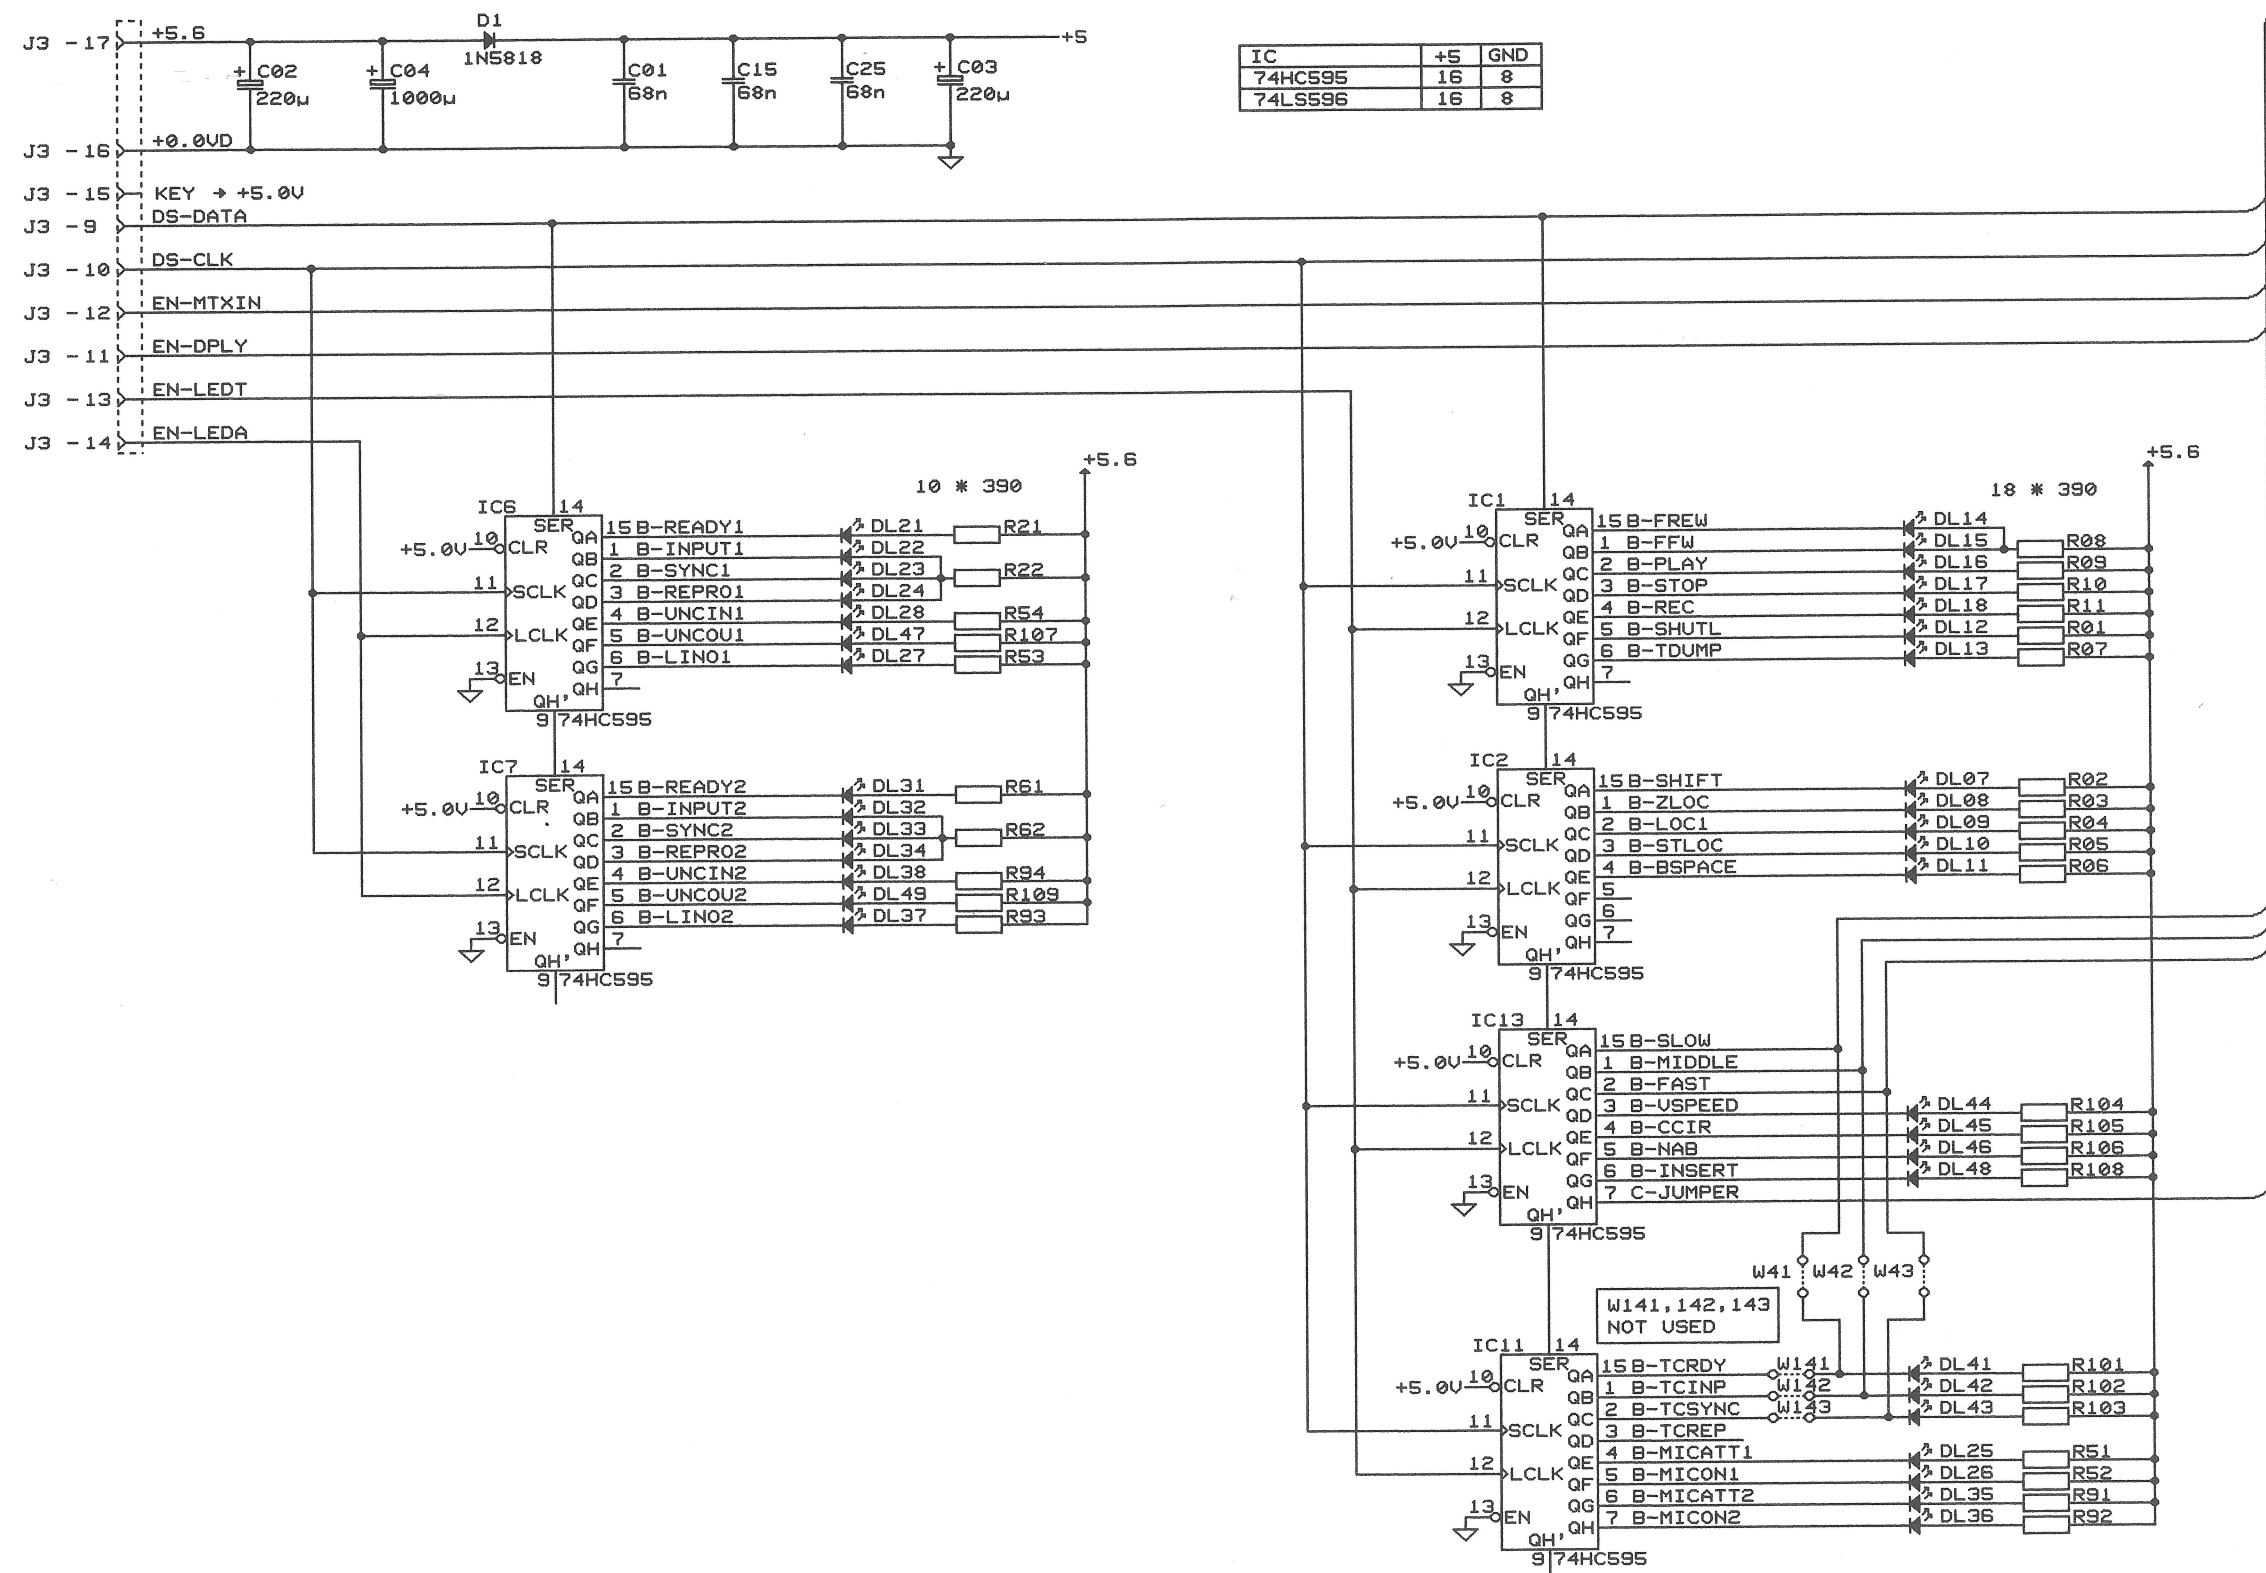 J3 -17 +5.6
D1
1N5818
+5
+ C02
220μ
+ C04
1000μ
C01
68n
C15
68n
C25
68n
+ C03
220μ
IC +5 GND
74HC595 16 8
74LS596 16 8
J3 -16 +0.0VD
J3 -15 KEY → +5.0V
J3 -9 DS-DATA
J3 -10 DS-CLK
J3 -12 EN-MTXIN
J3 -11 EN-DPLY
J3 -13 EN-LEDT
J3 -14 EN-LEDA
10 * 390
+5.6
IC6 14
SER
+5.0V 10 CLR
11 SCLK
12 LCLK
13 EN
QA 15 B-READY1 DL21 R21
QB 1 B-INPUT1 DL22
QC 2 B-SYNC1 DL23 R22
QD 3 B-REPRO1 DL24
QE 4 B-UNCIN1 DL28 R54
QF 5 B-UNCOU1 DL47 R107
QG 6 B-LINO1 DL27 R53
QH 7
QH'
9 74HC595
IC7 14
SER
+5.0V 10 CLR
11 SCLK
12 LCLK
13 EN
QA 15 B-READY2 DL31 R61
QB 1 B-INPUT2 DL32
QC 2 B-SYNC2 DL33 R62
QD 3 B-REPRO2 DL34
QE 4 B-UNCIN2 DL38 R94
QF 5 B-UNCOU2 DL49 R109
QG 6 B-LINO2 DL37 R93
QH 7
QH'
9 74HC595
18 * 390
+5.6
IC1 14
SER
+5.0V 10 CLR
11 SCLK
12 LCLK
13 EN
QA 15 B-FREW DL14
QB 1 B-FFW DL15 R08
QC 2 B-PLAY DL16 R09
QD 3 B-STOP DL17 R10
QE 4 B-REC DL18 R11
QF 5 B-SHUTL DL12 R01
QG 6 B-TDUMP DL13 R07
QH 7
QH'
9 74HC595
IC2 14
SER
+5.0V 10 CLR
11 SCLK
12 LCLK
13 EN
QA 15 B-SHIFT DL07 R02
QB 1 B-ZLOC DL08 R03
QC 2 B-LOC1 DL09 R04
QD 3 B-STLOC DL10 R05
QE 4 B-BSPACE DL11 R06
QF 5
QG 6
QH 7
QH'
9 74HC595
IC13 14
SER
+5.0V 10 CLR
11 SCLK
12 LCLK
13 EN
QA 15 B-SLOW
QB 1 B-MIDDLE
QC 2 B-FAST
QD 3 B-VSPEED DL44 R104
QE 4 B-CCIR DL45 R105
QF 5 B-NAB DL46 R106
QG 6 B-INSERT DL48 R108
QH 7 C-JUMPER
QH'
9 74HC595
W41 W42 W43
W141,142,143
NOT USED
IC11 14
SER
+5.0V 10 CLR
11 SCLK
12 LCLK
13 EN
QA 15 B-TCRDY W141 DL41 R101
QB 1 B-TCINP W142 DL42 R102
QC 2 B-TCSYNC W143 DL43 R103
QD 3 B-TCREP
QE 4 B-MICATT1 DL25 R51
QF 5 B-MICON1 DL26 R52
QG 6 B-MICATT2 DL35 R91
QH 7 B-MICON2 DL36 R92
QH'
9 74HC595